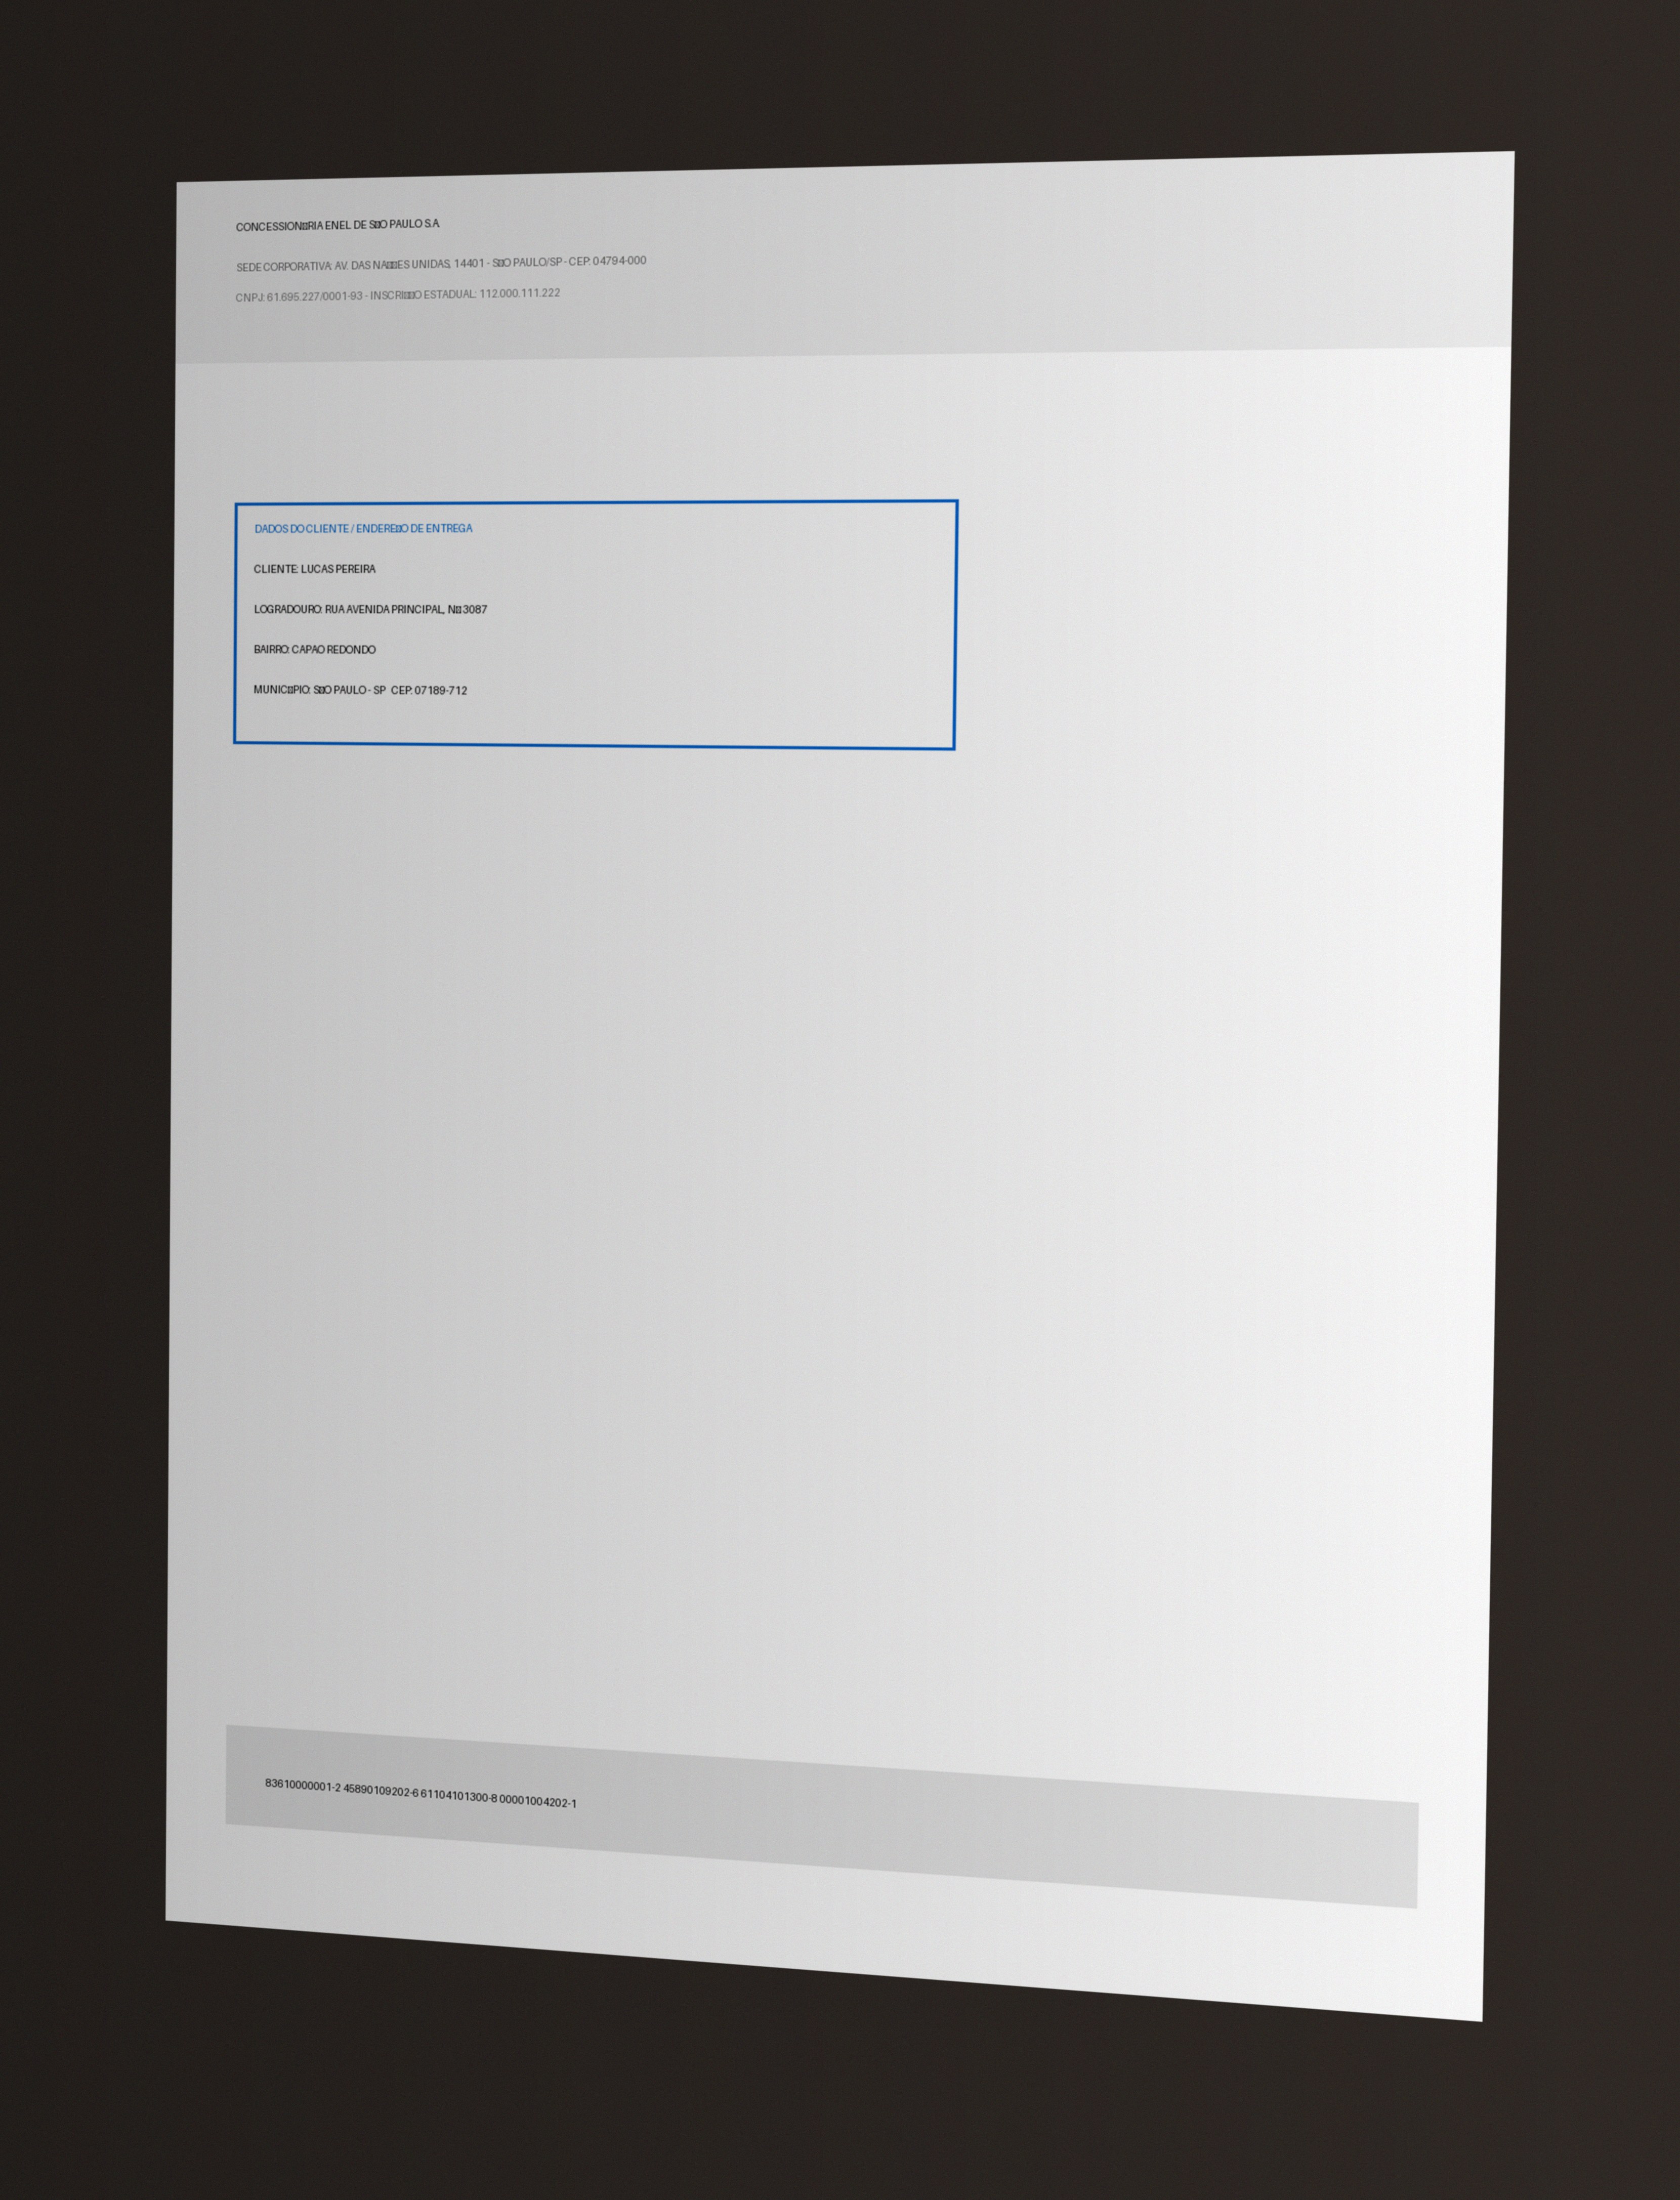 CONCESSION□RIA ENEL DE S□O PAULO S.A.
SEDE CORPORATIVA: AV. DAS NA□□ES UNIDAS, 14401 - S□O PAULO/SP - CEP: 04794-000
CNPJ: 61.695.227/0001-93 - INSCRI□□O ESTADUAL: 112.000.111.222
DADOS DO CLIENTE / ENDERE□O DE ENTREGA
CLIENTE: LUCAS PEREIRA
LOGRADOURO: RUA AVENIDA PRINCIPAL, N□ 3087
BAIRRO: CAPAO REDONDO
MUNIC□PIO: S□O PAULO - SP CEP: 07189-712
83610000001-2 45890109202-6 61104101300-8 00001004202-1